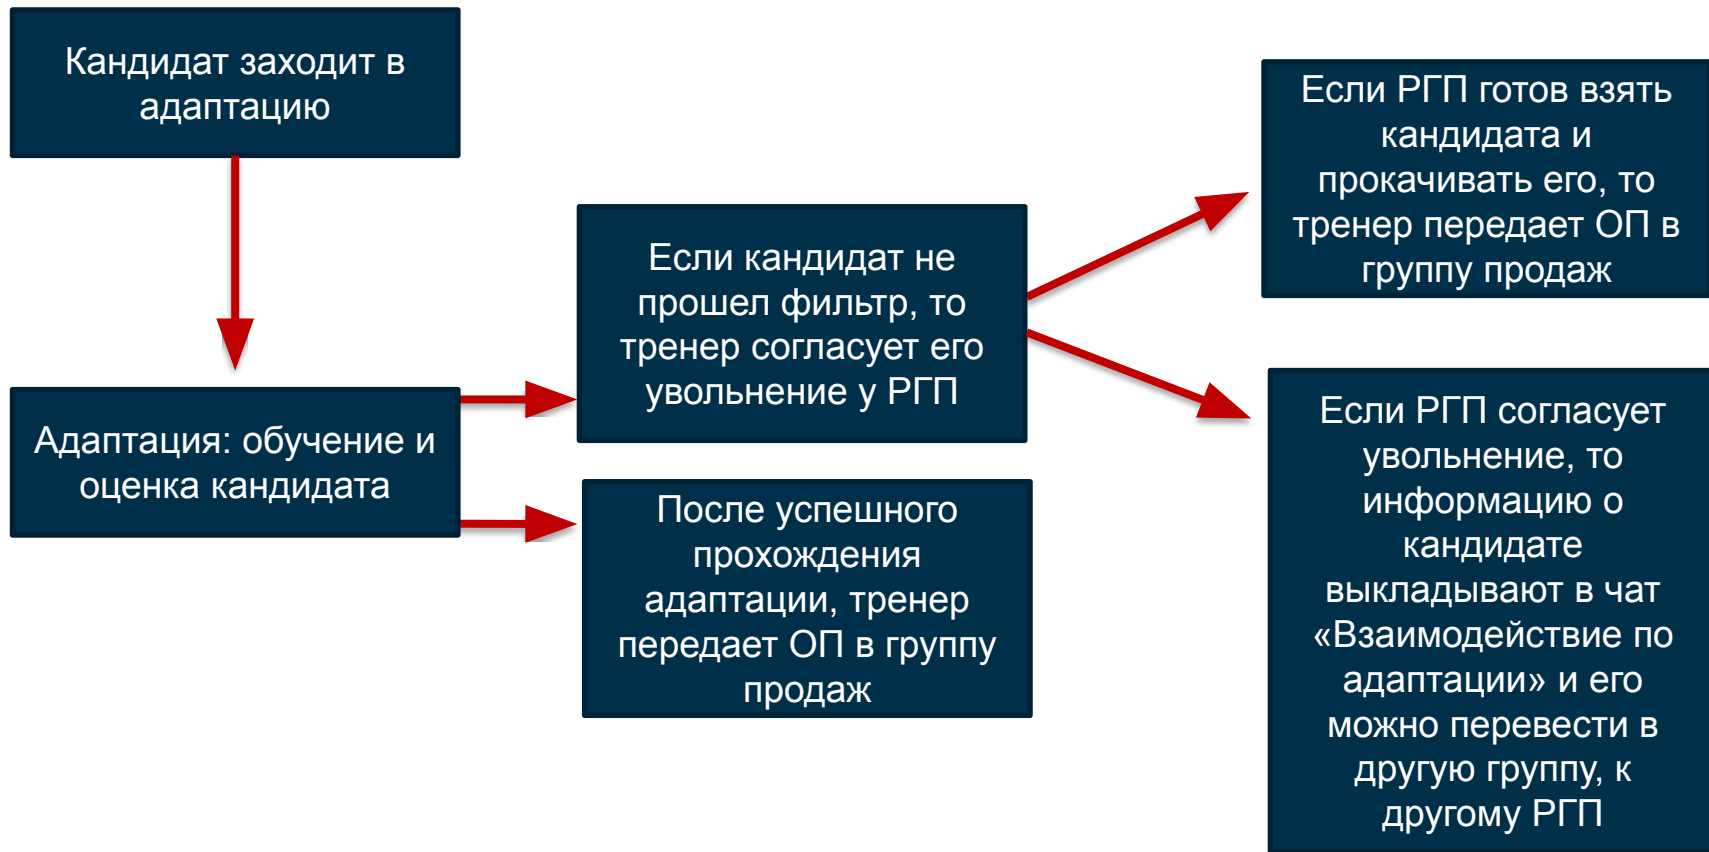 Кандидат заходит в
адаптацию
Адаптация: обучение и
оценка кандидата
Если кандидат не
прошел фильтр, то
тренер согласует его
увольнение у РГП
После успешного
прохождения
адаптации, тренер
передает ОП в группу
продаж
Если РГП готов взять
кандидата и
прокачивать его, то
тренер передает ОП в
группу продаж
Если РГП согласует
увольнение, то
информацию о
кандидате
выкладывают в чат
«Взаимодействие по
адаптации» и его
можно перевести в
другую группу, к
другому РГП